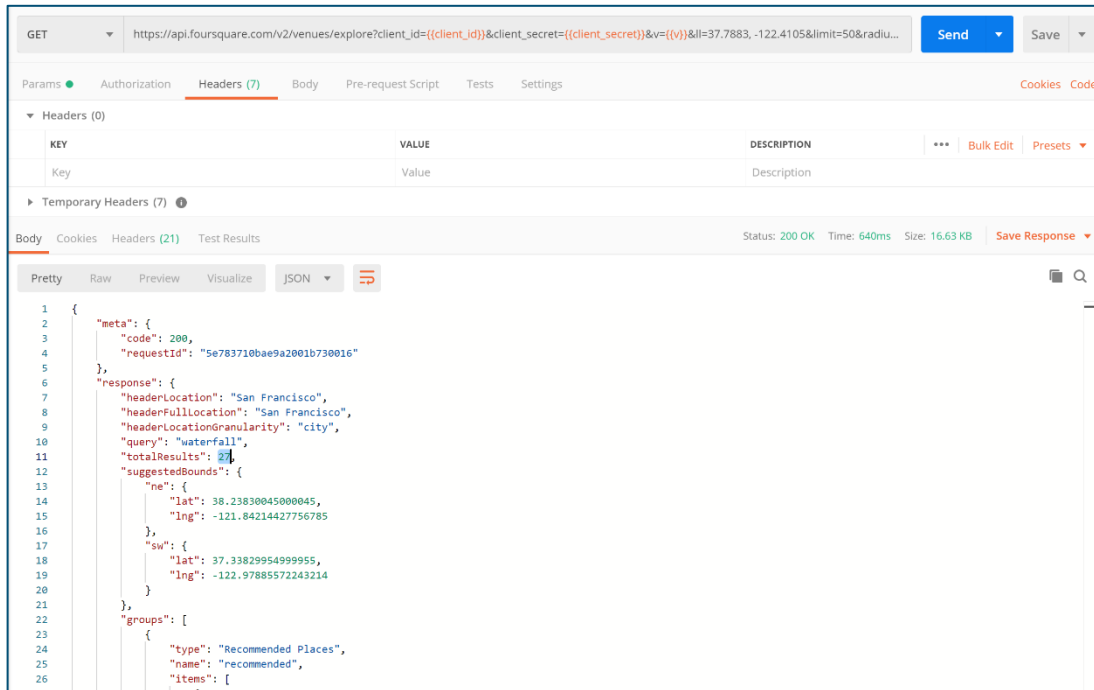 GET https://api.foursquare.com/v2/venues/explore?client_id={{client_id}}&client_secret={{client_secret}}&v={{v}}&ll=37.7883, -122.4105&limit=50&radiu... Send Save
Params Authorization Headers (7) Body Pre-request Script Tests Settings Cookies Code
Headers (0)
KEY VALUE DESCRIPTION ••• Bulk Edit Presets
Key Value Description
Temporary Headers (7)
Body Cookies Headers (21) Test Results Status: 200 OK Time: 640ms Size: 16.63 KB Save Response
Pretty Raw Preview Visualize JSON
1 {
2 "meta": {
3 "code": 200,
4 "requestId": "5e783710bae9a2001b730016"
5 },
6 "response": {
7 "headerLocation": "San Francisco",
8 "headerFullLocation": "San Francisco",
9 "headerLocationGranularity": "city",
10 "query": "waterfall",
11 "totalResults": 27,
12 "suggestedBounds": {
13 "ne": {
14 "lat": 38.23830045000045,
15 "lng": -121.84214427756785
16 },
17 "sw": {
18 "lat": 37.33829954999955,
19 "lng": -122.97885572243214
20 }
21 },
22 "groups": [
23 {
24 "type": "Recommended Places",
25 "name": "recommended",
26 "items": [